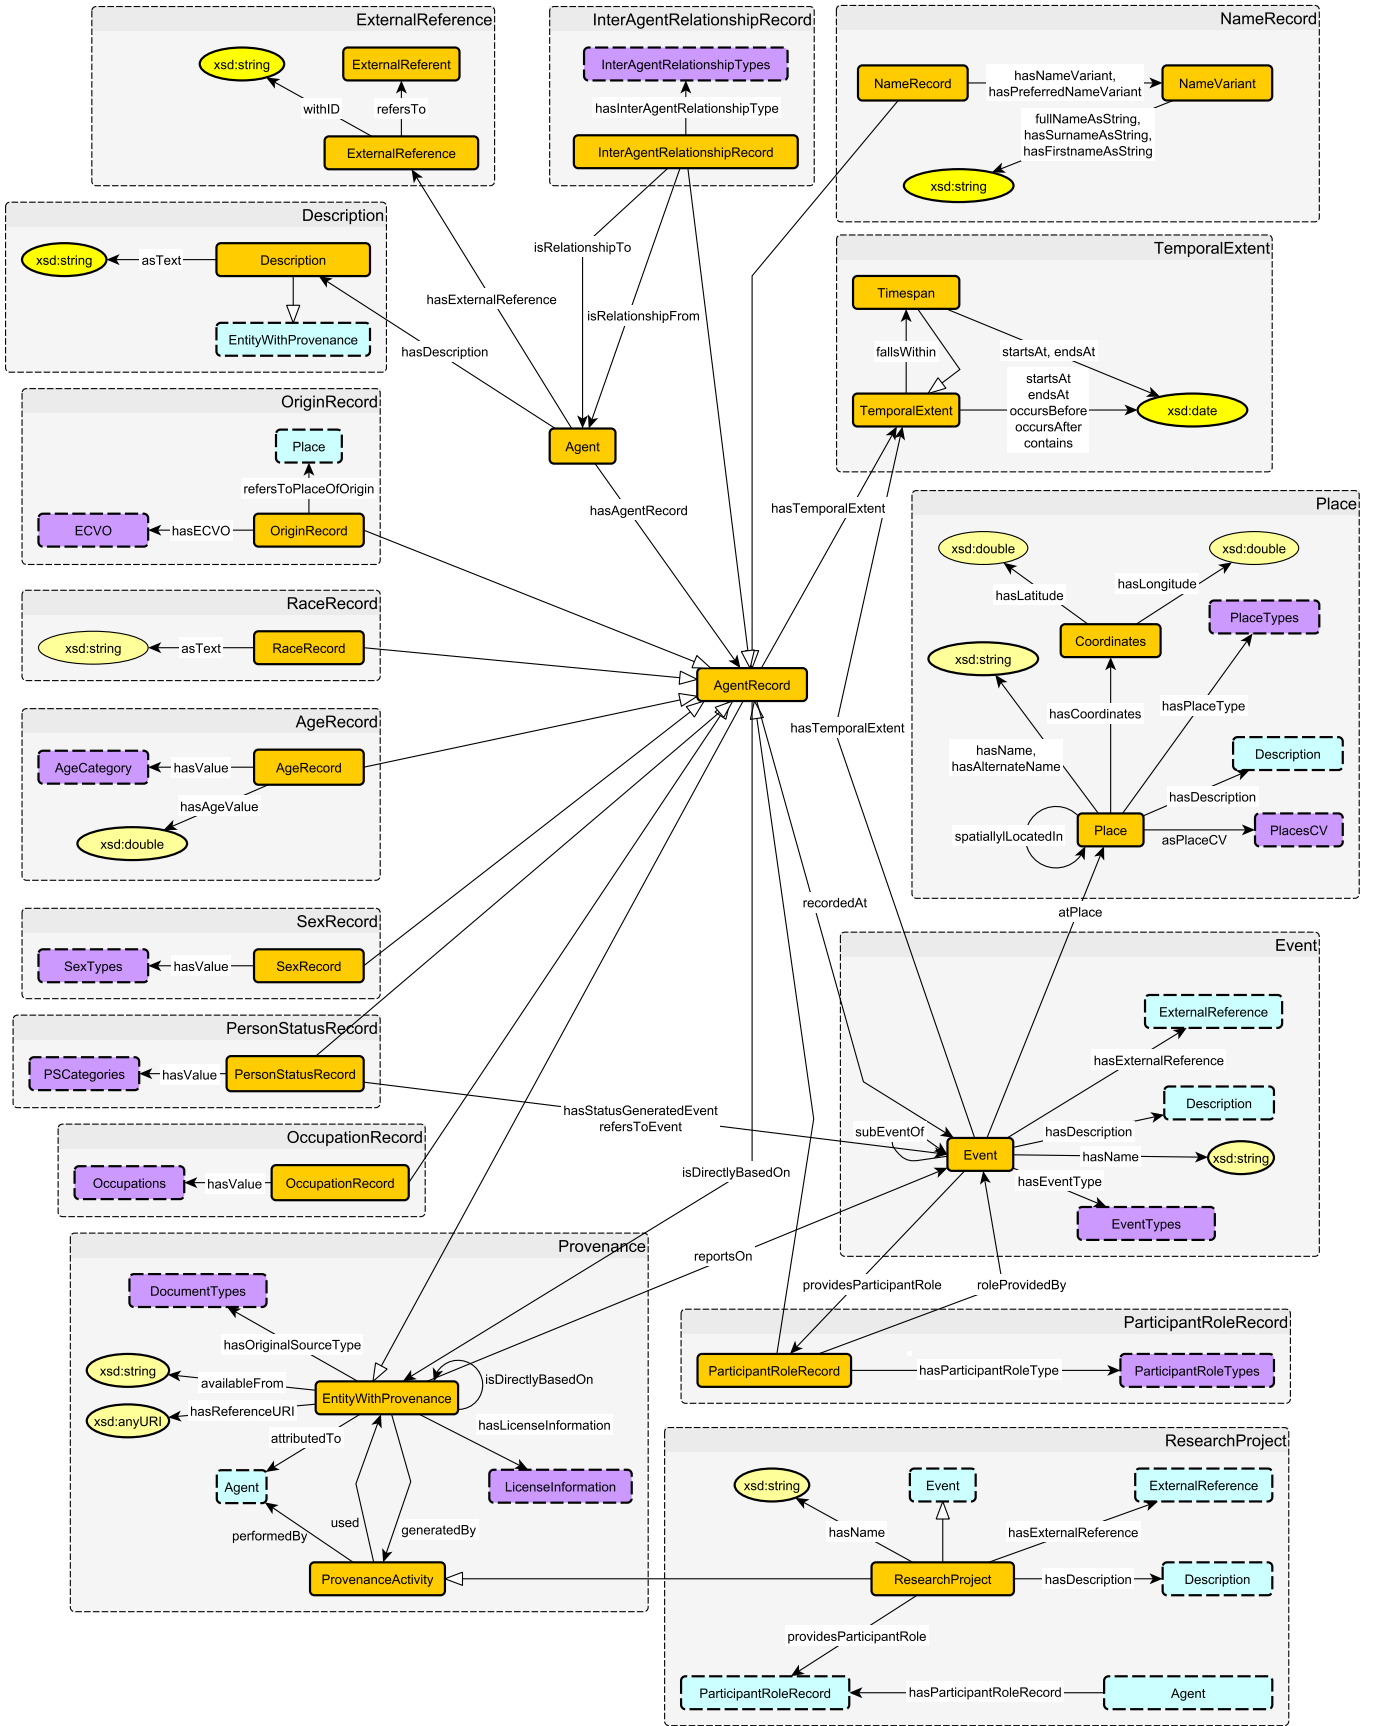 ExternalReference
xsd:string
ExternalReferent
withID
refersTo
ExternalReference
InterAgentRelationshipRecord
InterAgentRelationshipTypes
hasInterAgentRelationshipType
InterAgentRelationshipRecord
NameRecord
NameRecord
hasNameVariant,
hasPreferredNameVariant
NameVariant
fullNameAsString,
hasSurnameAsString,
hasFirstnameAsString
xsd:string
Description
xsd:string
asText
Description
EntityWithProvenance
isRelationshipTo
hasExternalReference
isRelationshipFrom
hasDescription
TemporalExtent
Timespan
fallsWithin
startsAt, endsAt
TemporalExtent
startsAt
endsAt
occursBefore
occursAfter
contains
xsd:date
OriginRecord
Place
refersToPlaceOfOrigin
ECVO
hasECVO
OriginRecord
Agent
hasAgentRecord
hasTemporalExtent
Place
xsd:double
xsd:double
hasLatitude
hasLongitude
PlaceTypes
Coordinates
xsd:string
hasCoordinates
hasPlaceType
hasName,
hasAlternateName
Description
hasDescription
spatiallylLocatedIn
Place
asPlaceCV
PlacesCV
RaceRecord
xsd:string
asText
RaceRecord
AgentRecord
hasTemporalExtent
AgeRecord
AgeCategory
hasValue
AgeRecord
hasAgeValue
xsd:double
SexRecord
SexTypes
hasValue
SexRecord
recordedAt
atPlace
PersonStatusRecord
PSCategories
hasValue
PersonStatusRecord
hasStatusGeneratedEvent
refersToEvent
Event
ExternalReference
hasExternalReference
Description
subEventOf
hasDescription
Event
hasName
xsd:string
hasEventType
EventTypes
OccupationRecord
Occupations
hasValue
OccupationRecord
isDirectlyBasedOn
reportsOn
providesParticipantRole
roleProvidedBy
Provenance
DocumentTypes
hasOriginalSourceType
xsd:string
availableFrom
EntityWithProvenance
isDirectlyBasedOn
xsd:anyURI
hasReferenceURI
attributedTo
hasLicenseInformation
Agent
LicenseInformation
performedBy
used
generatedBy
ProvenanceActivity
ParticipantRoleRecord
ParticipantRoleRecord
hasParticipantRoleType
ParticipantRoleTypes
ResearchProject
xsd:string
Event
ExternalReference
hasName
hasExternalReference
ResearchProject
hasDescription
Description
providesParticipantRole
ParticipantRoleRecord
hasParticipantRoleRecord
Agent